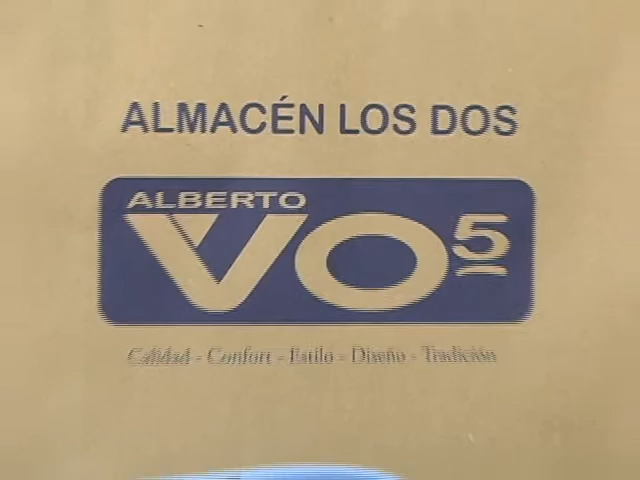 ALMACÉN LOS DOS
ALBERTO
VO5
Calidad - Confort - Estilo - Diseño - Tradición